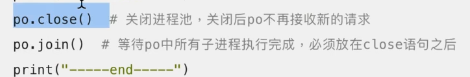 po.close()  # 关闭进程池，关闭后po不再接收新的请求
po.join()  # 等待po中所有子进程执行完成，必须放在close语句之后
print("-----end-----")